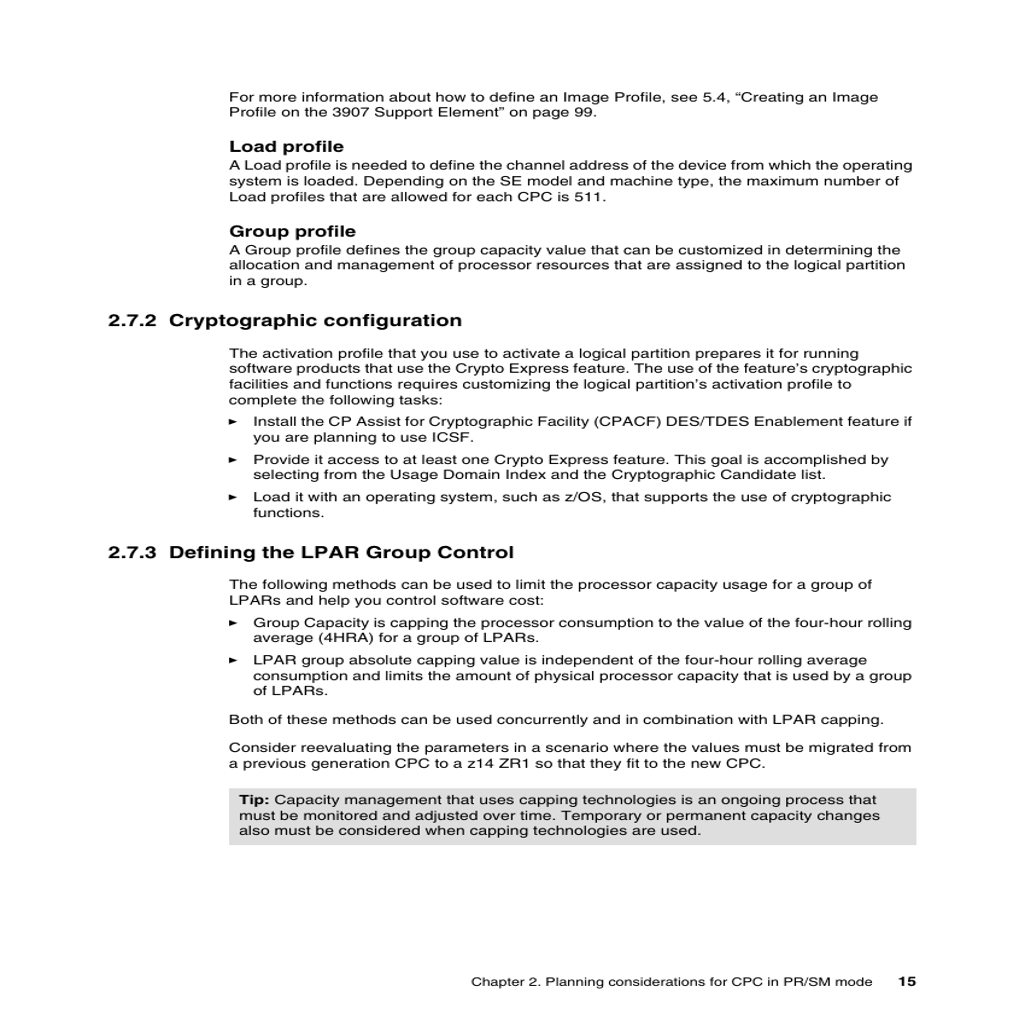 For more information about how to define an Image Profile, see 5.4, “Creating an Image
Profile on the 3907 Support Element” on page 99.
Load profile
A Load profile is needed to define the channel address of the device from which the operating
system is loaded. Depending on the SE model and machine type, the maximum number of
Load profiles that are allowed for each CPC is 511.
Group profile
A Group profile defines the group capacity value that can be customized in determining the
allocation and management of processor resources that are assigned to the logical partition
in a group.
2.7.2 Cryptographic configuration
The activation profile that you use to activate a logical partition prepares it for running
software products that use the Crypto Express feature. The use of the feature’s cryptographic
facilities and functions requires customizing the logical partition’s activation profile to
complete the following tasks:
► Install the CP Assist for Cryptographic Facility (CPACF) DES/TDES Enablement feature if
you are planning to use ICSF.
► Provide it access to at least one Crypto Express feature. This goal is accomplished by
selecting from the Usage Domain Index and the Cryptographic Candidate list.
► Load it with an operating system, such as z/OS, that supports the use of cryptographic
functions.
2.7.3 Defining the LPAR Group Control
The following methods can be used to limit the processor capacity usage for a group of
LPARs and help you control software cost:
► Group Capacity is capping the processor consumption to the value of the four-hour rolling
average (4HRA) for a group of LPARs.
► LPAR group absolute capping value is independent of the four-hour rolling average
consumption and limits the amount of physical processor capacity that is used by a group
of LPARs.
Both of these methods can be used concurrently and in combination with LPAR capping.
Consider reevaluating the parameters in a scenario where the values must be migrated from
a previous generation CPC to a z14 ZR1 so that they fit to the new CPC.
Tip: Capacity management that uses capping technologies is an ongoing process that
must be monitored and adjusted over time. Temporary or permanent capacity changes
also must be considered when capping technologies are used.
Chapter 2. Planning considerations for CPC in PR/SM mode 15